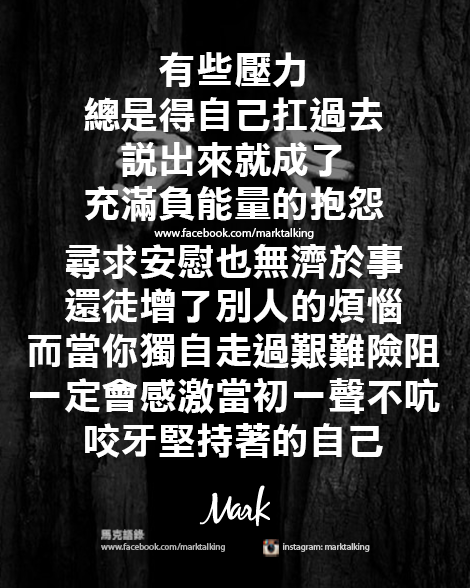 有些壓力
總是得自己扛過去
説出來就成了
充滿負能量的抱怨
www.facebook.com/marktalking
尋求安慰也無濟於事
還徒增了別人的煩惱
而當你獨自走過艱難險阻
一定會感激當初一聲不吭
咬牙堅持著的自己
Mark
馬克語錄
www.facebook.com/marktalking
instagram: marktalking